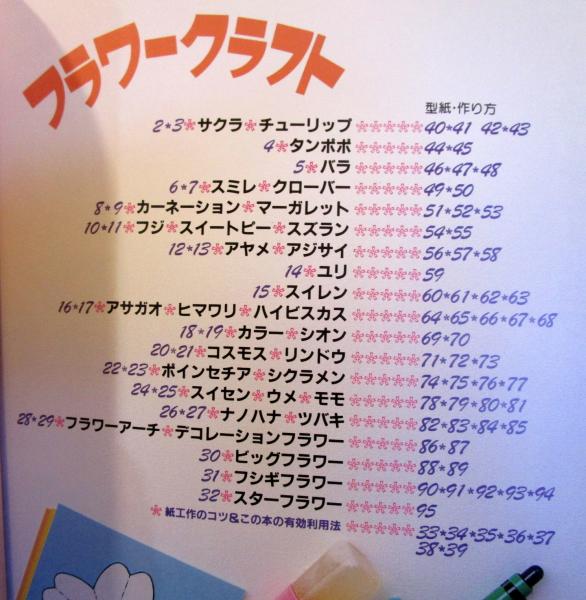 フラワークラフト
型紙・作り方
2*3*サクラ*チューリップ*****40*41 42*43
4*タンポポ*****44*45
5*バラ*****46*47*48
6*7*スミレ*クローバー*****49*50
8*9*カーネーション*マーガレット*****51*52*53
10*11*フジ*スイートピー*スズラン*****54*55
12*13*アヤメ*アジサイ*****56*57*58
14*ユリ*****59
15*スイレン*****60*61*62*63
16*17*アサガオ*ヒマワリ*ハイビスカス*****64*65*66*67*68
18*19*カラー*シオン*****69*70
20*21*コスモス*リンドウ*****71*72*73
22*23*ポインセチア*シクラメン*****74*75*76*77
24*25*スイセン*ウメ*モモ*****78*79*80*81
26*27*ナノハナ*ツバキ*****82*83*84*85
28*29*フラワーアーチ*デコレーションフラワー*****86*87
30*ビッグフラワー*****88*89
31*フシギフラワー*****90*91*92*93*94
32*スターフラワー*****95
*紙工作のコツ&この本の有効利用法*****33*34*35*36*37
38*39